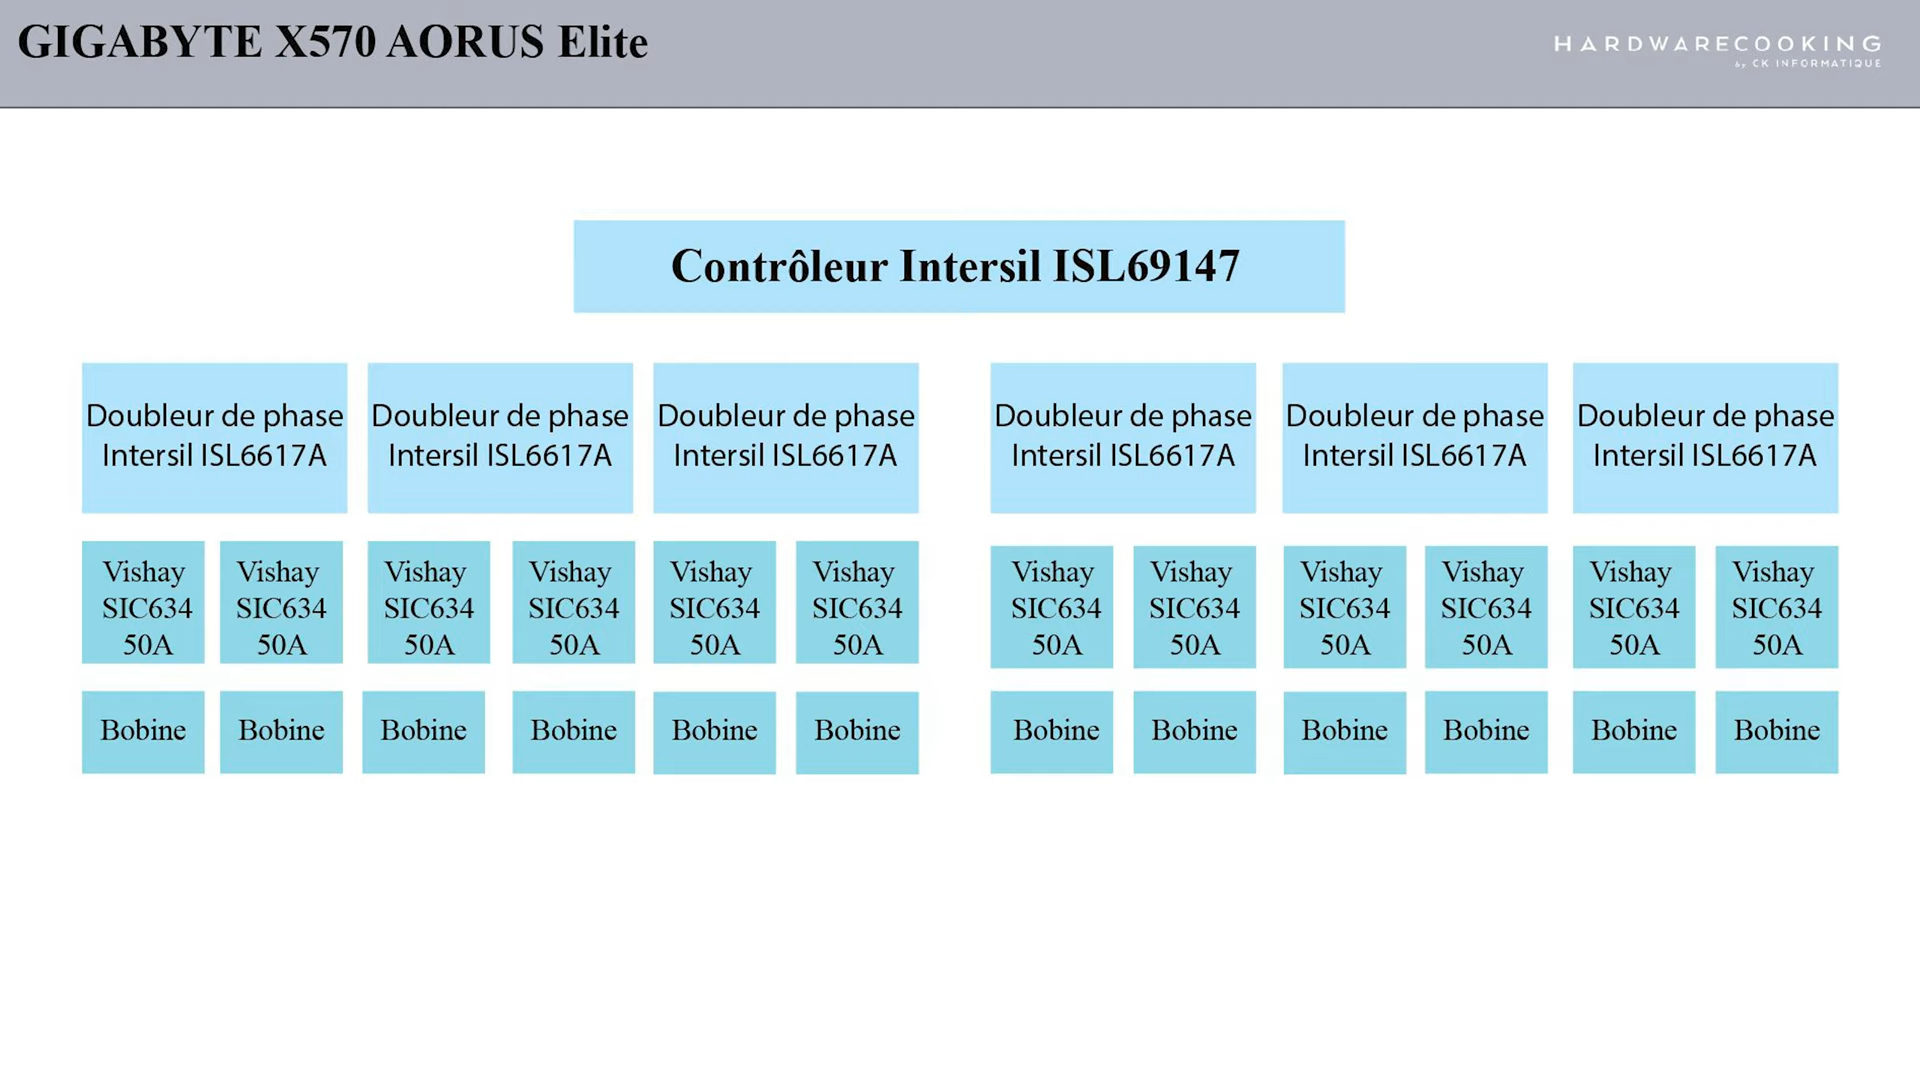 GIGABYTE X570 AORUS Elite
HARDWARECOOKING
by CK INFORMATIQUE
Contrôleur Intersil ISL69147
Doubleur de phase
Intersil ISL6617A
Doubleur de phase
Intersil ISL6617A
Doubleur de phase
Intersil ISL6617A
Doubleur de phase
Intersil ISL6617A
Doubleur de phase
Intersil ISL6617A
Doubleur de phase
Intersil ISL6617A
Vishay
SIC634
50A
Vishay
SIC634
50A
Vishay
SIC634
50A
Vishay
SIC634
50A
Vishay
SIC634
50A
Vishay
SIC634
50A
Vishay
SIC634
50A
Vishay
SIC634
50A
Vishay
SIC634
50A
Vishay
SIC634
50A
Vishay
SIC634
50A
Vishay
SIC634
50A
Bobine
Bobine
Bobine
Bobine
Bobine
Bobine
Bobine
Bobine
Bobine
Bobine
Bobine
Bobine